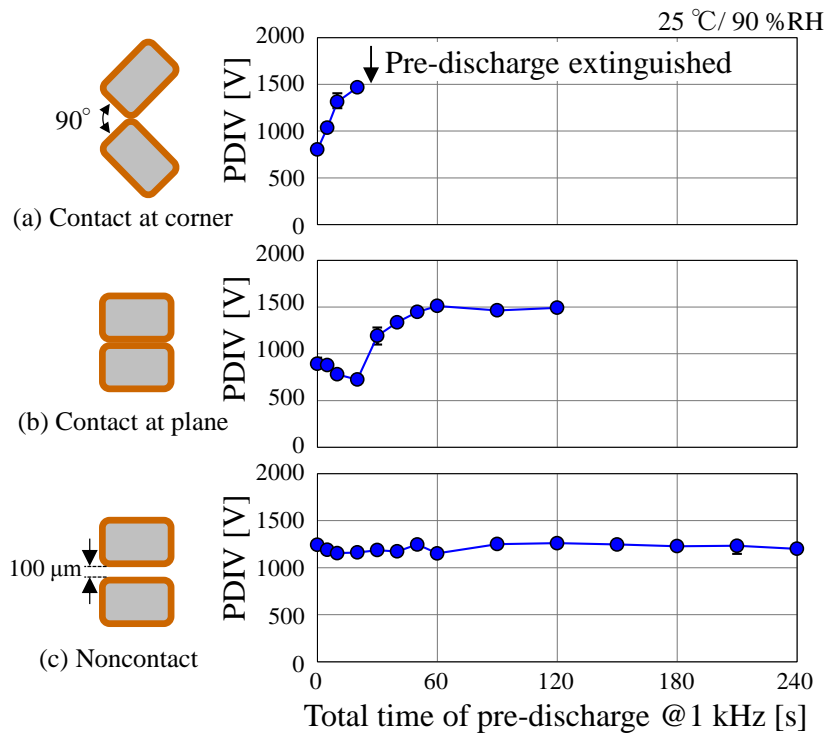 25 ℃/ 90 %RH
90°
(a) Contact at corner
PDIV [V]
2000
1500
1000
500
0
Pre-discharge extinguished
(b) Contact at plane
PDIV [V]
2000
1500
1000
500
0
100 μm
(c) Noncontact
PDIV [V]
2000
1500
1000
500
0
0 60 120 180 240
Total time of pre-discharge @1 kHz [s]